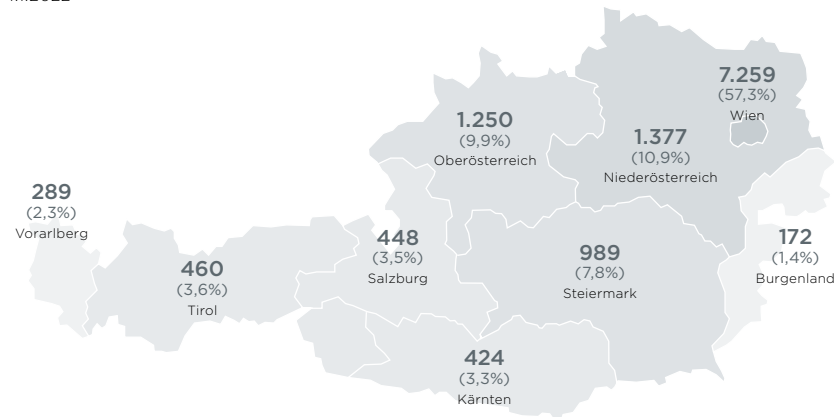 7.259
(57,3%)
Wien
1.250
(9,9%)
Oberösterreich
1.377
(10,9%)
Niederösterreich
289
(2,3%)
Vorarlberg
448
(3,5%)
Salzburg
172
(1,4%)
Burgenland
989
(7,8%)
Steiermark
460
(3,6%)
Tirol
424
(3,3%)
Kärnten